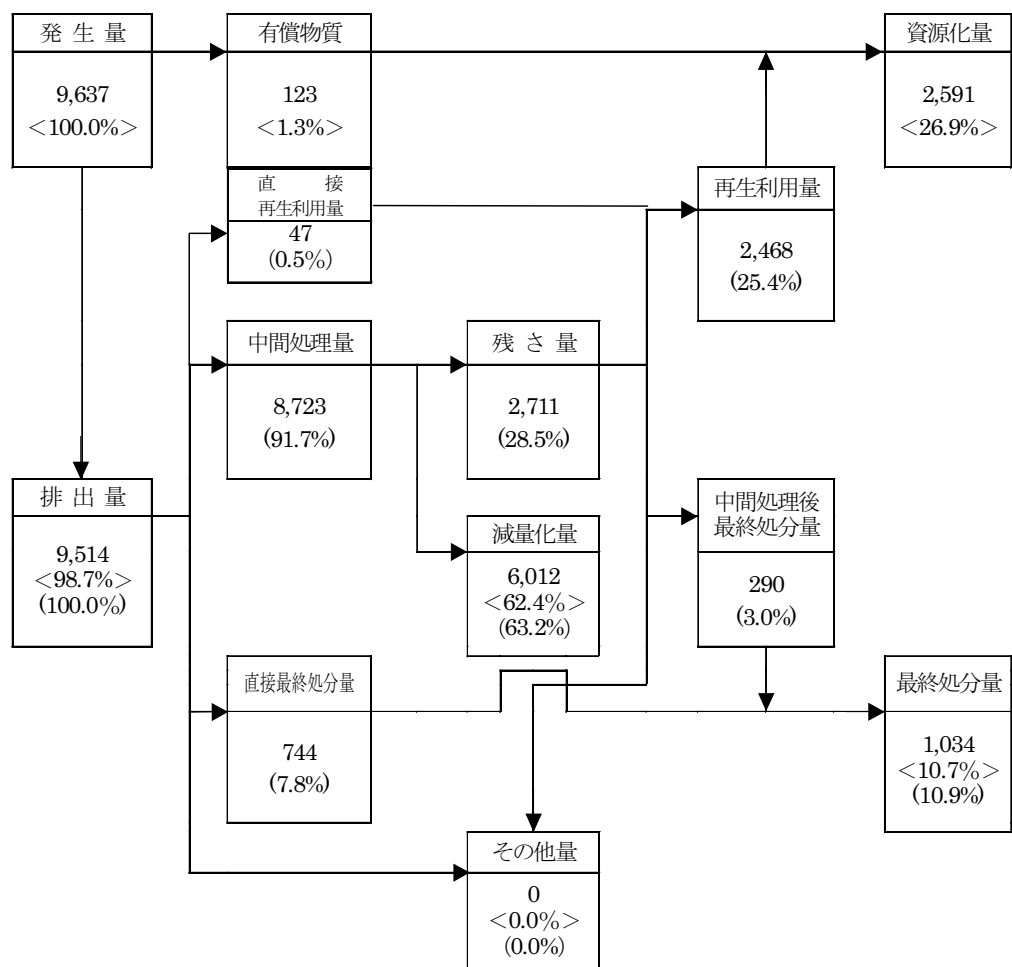 発生量
9,637
＜100.0%＞
有償物質
123
＜1.3%＞
資源化量
2,591
＜26.9%＞
直接
再生利用量
47
(0.5%)
再生利用量
2,468
(25.4%)
中間処理量
8,723
(91.7%)
残さ量
2,711
(28.5%)
排出量
9,514
＜98.7%＞
(100.0%)
減量化量
6,012
＜62.4%＞
(63.2%)
中間処理後
最終処分量
290
(3.0%)
直接最終処分量
744
(7.8%)
最終処分量
1,034
＜10.7%＞
(10.9%)
その他量
0
＜0.0%＞
(0.0%)